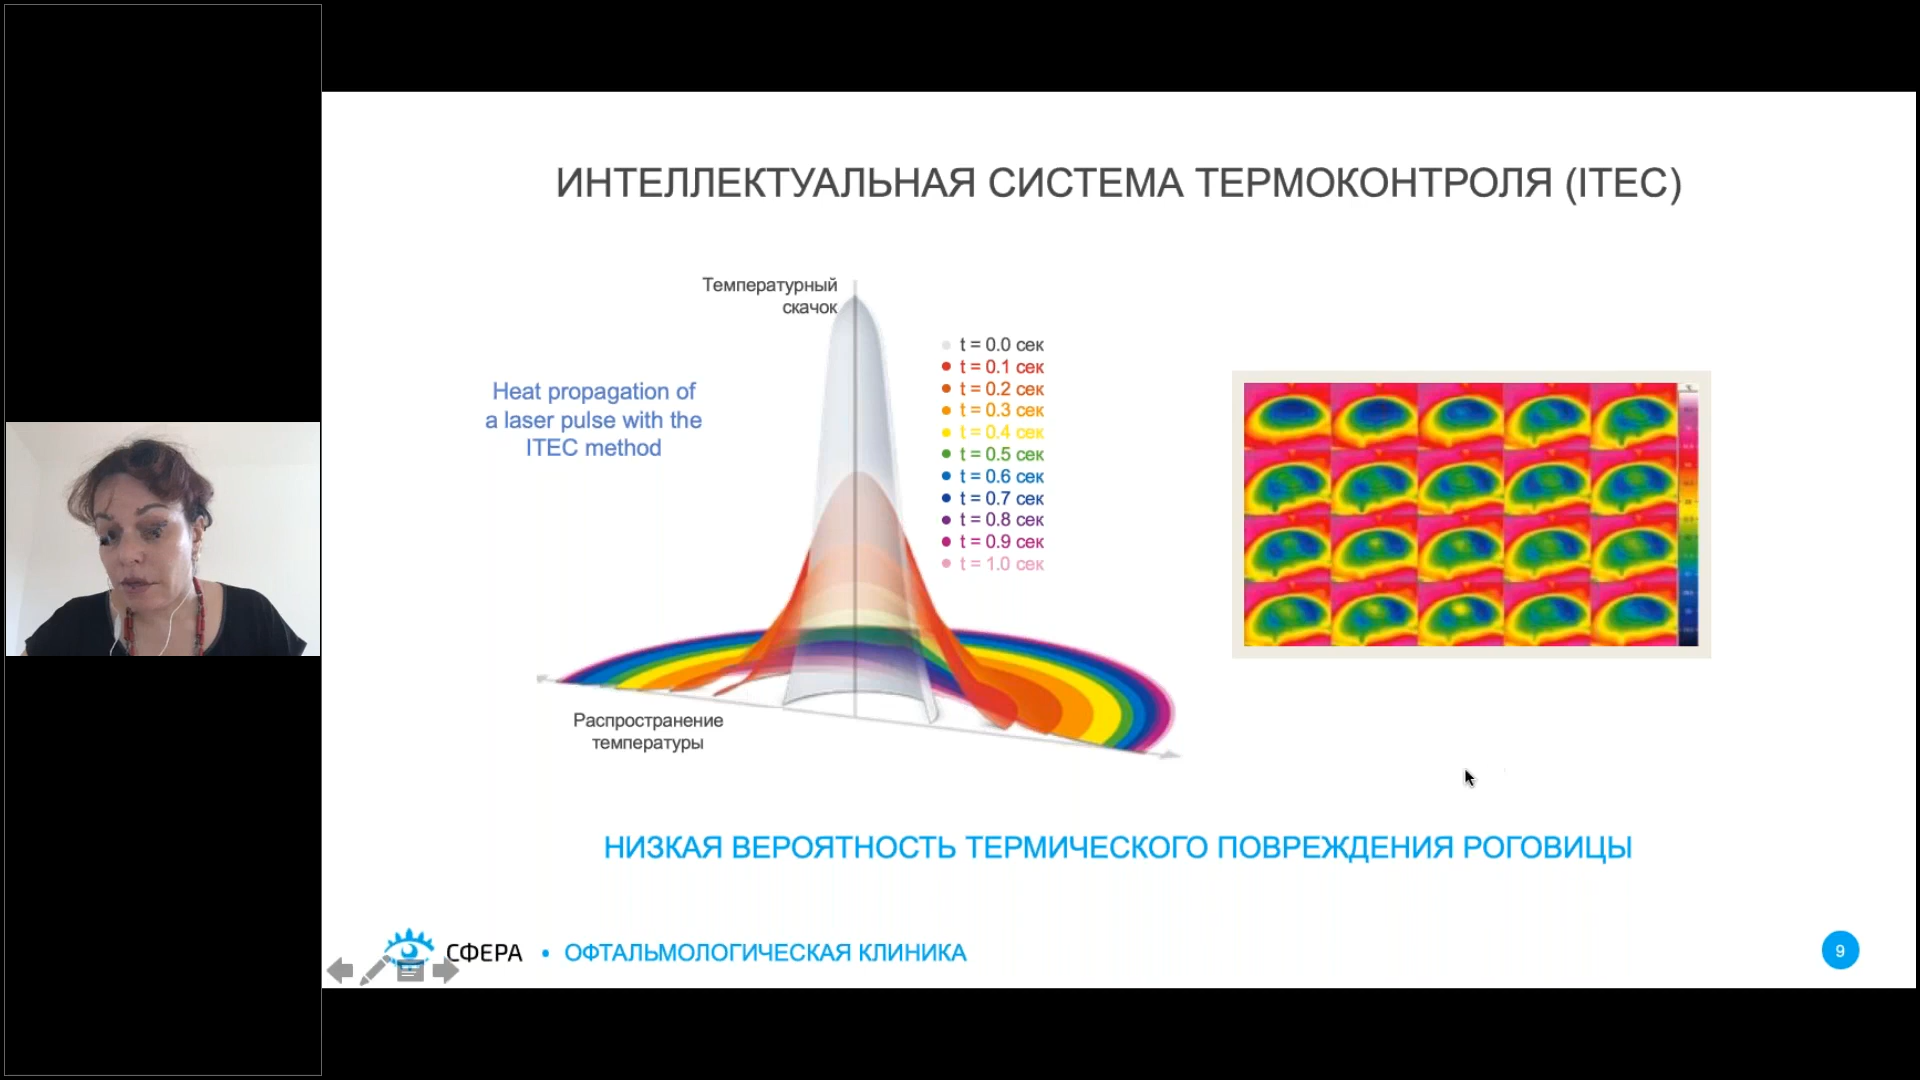 ИНТЕЛЛЕКТУАЛЬНАЯ СИСТЕМА ТЕРМОКОНТРОЛЯ (ITEC)
Температурный
скачок
Heat propagation of
a laser pulse with the
ITEC method
t = 0.0 сек
t = 0.1 сек
t = 0.2 сек
t = 0.3 сек
t = 0.4 сек
t = 0.5 сек
t = 0.6 сек
t = 0.7 сек
t = 0.8 сек
t = 0.9 сек
t = 1.0 сек
Распространение
температуры
НИЗКАЯ ВЕРОЯТНОСТЬ ТЕРМИЧЕСКОГО ПОВРЕЖДЕНИЯ РОГОВИЦЫ
СФЕРА • ОФТАЛЬМОЛОГИЧЕСКАЯ КЛИНИКА
9